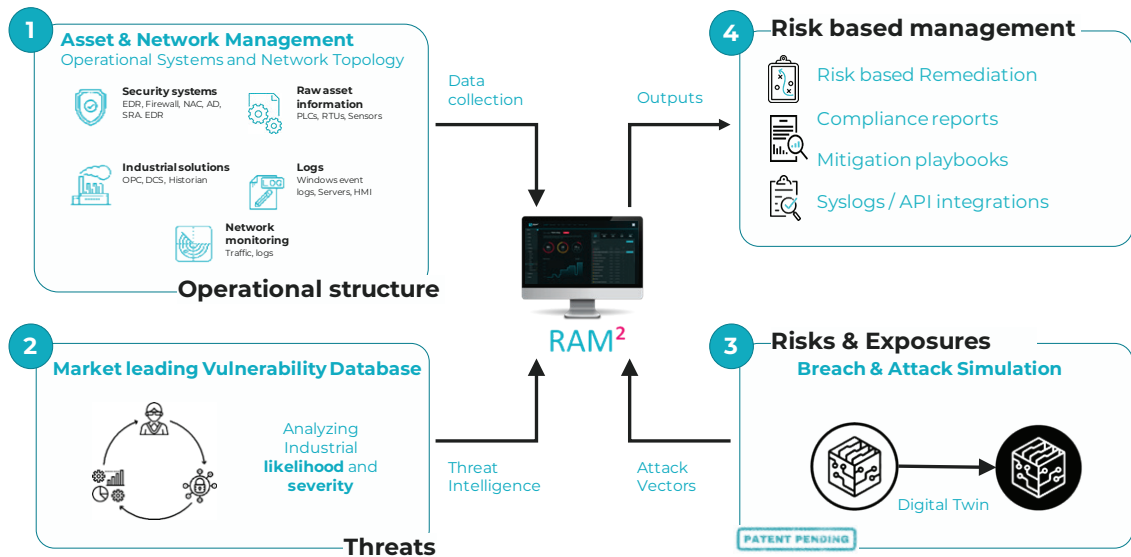 1
Asset & Network Management
Operational Systems and Network Topology
Security systems
EDR, Firewall, NAC, AD,
SRA. EDR
Raw asset
information
PLCs, RTUs, Sensors
Industrial solutions
OPC, DCS, Historian
LOG
Logs
Windows event
logs, Servers, HMI
Network
monitoring
Traffic, logs
Operational structure
Data
collection
Outputs
4
Risk based management
Risk based Remediation
Compliance reports
Mitigation playbooks
Syslogs / API integrations
RAM²
2
Market leading Vulnerability Database
Analyzing
Industrial
likelihood and
severity
Threats
Threat
Intelligence
Attack
Vectors
3
Risks & Exposures
Breach & Attack Simulation
Digital Twin
PATENT PENDING